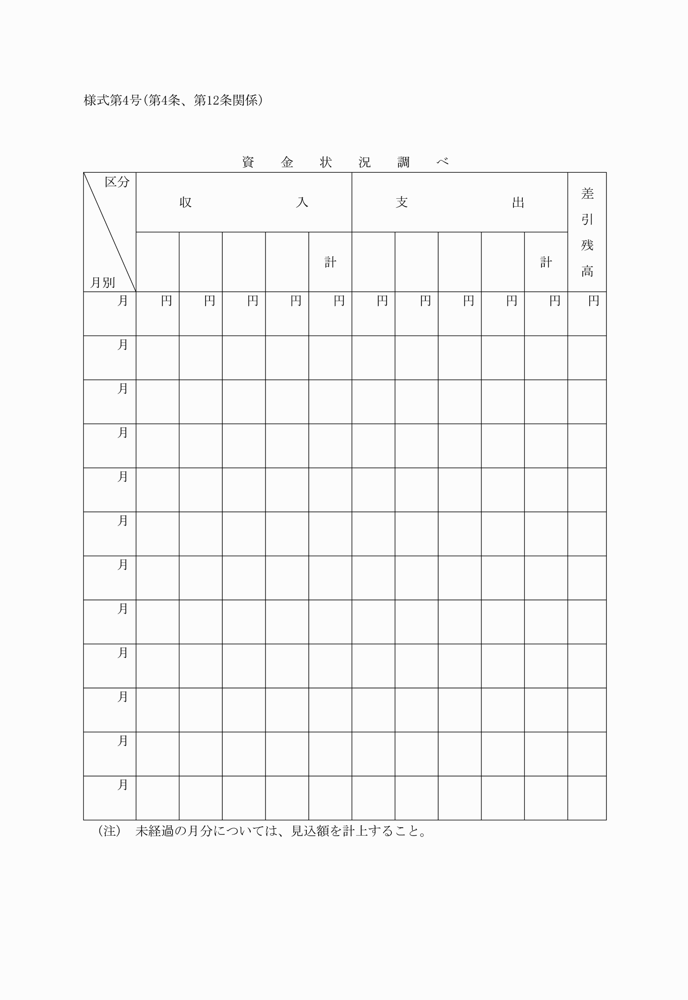 様式第4号(第4条、第12条関係)
資金状況調べ
区分
月別
収入
支出
差引残高
計
計
月 円 円 円 円 円 円 円 円 円 円 円
月
月
月
月
月
月
月
月
月
月
月
(注) 未経過の月分については、見込額を計上すること。